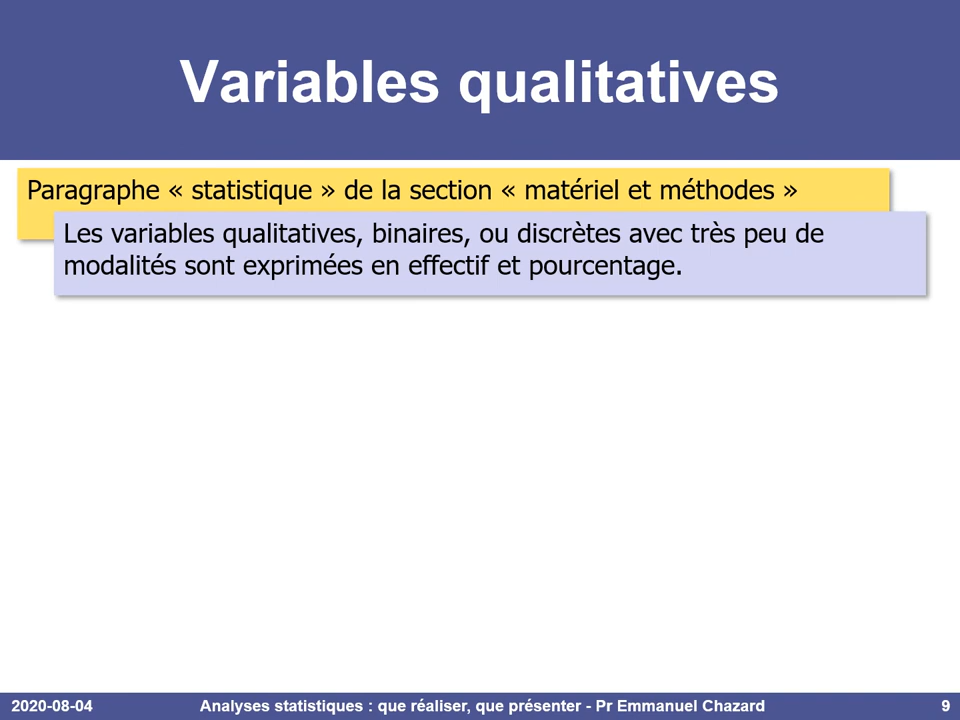 Variables qualitatives
Paragraphe « statistique » de la section « matériel et méthodes »
Les variables qualitatives, binaires, ou discrètes avec très peu de
modalités sont exprimées en effectif et pourcentage.
2020-08-04
Analyses statistiques : que réaliser, que présenter - Pr Emmanuel Chazard
9